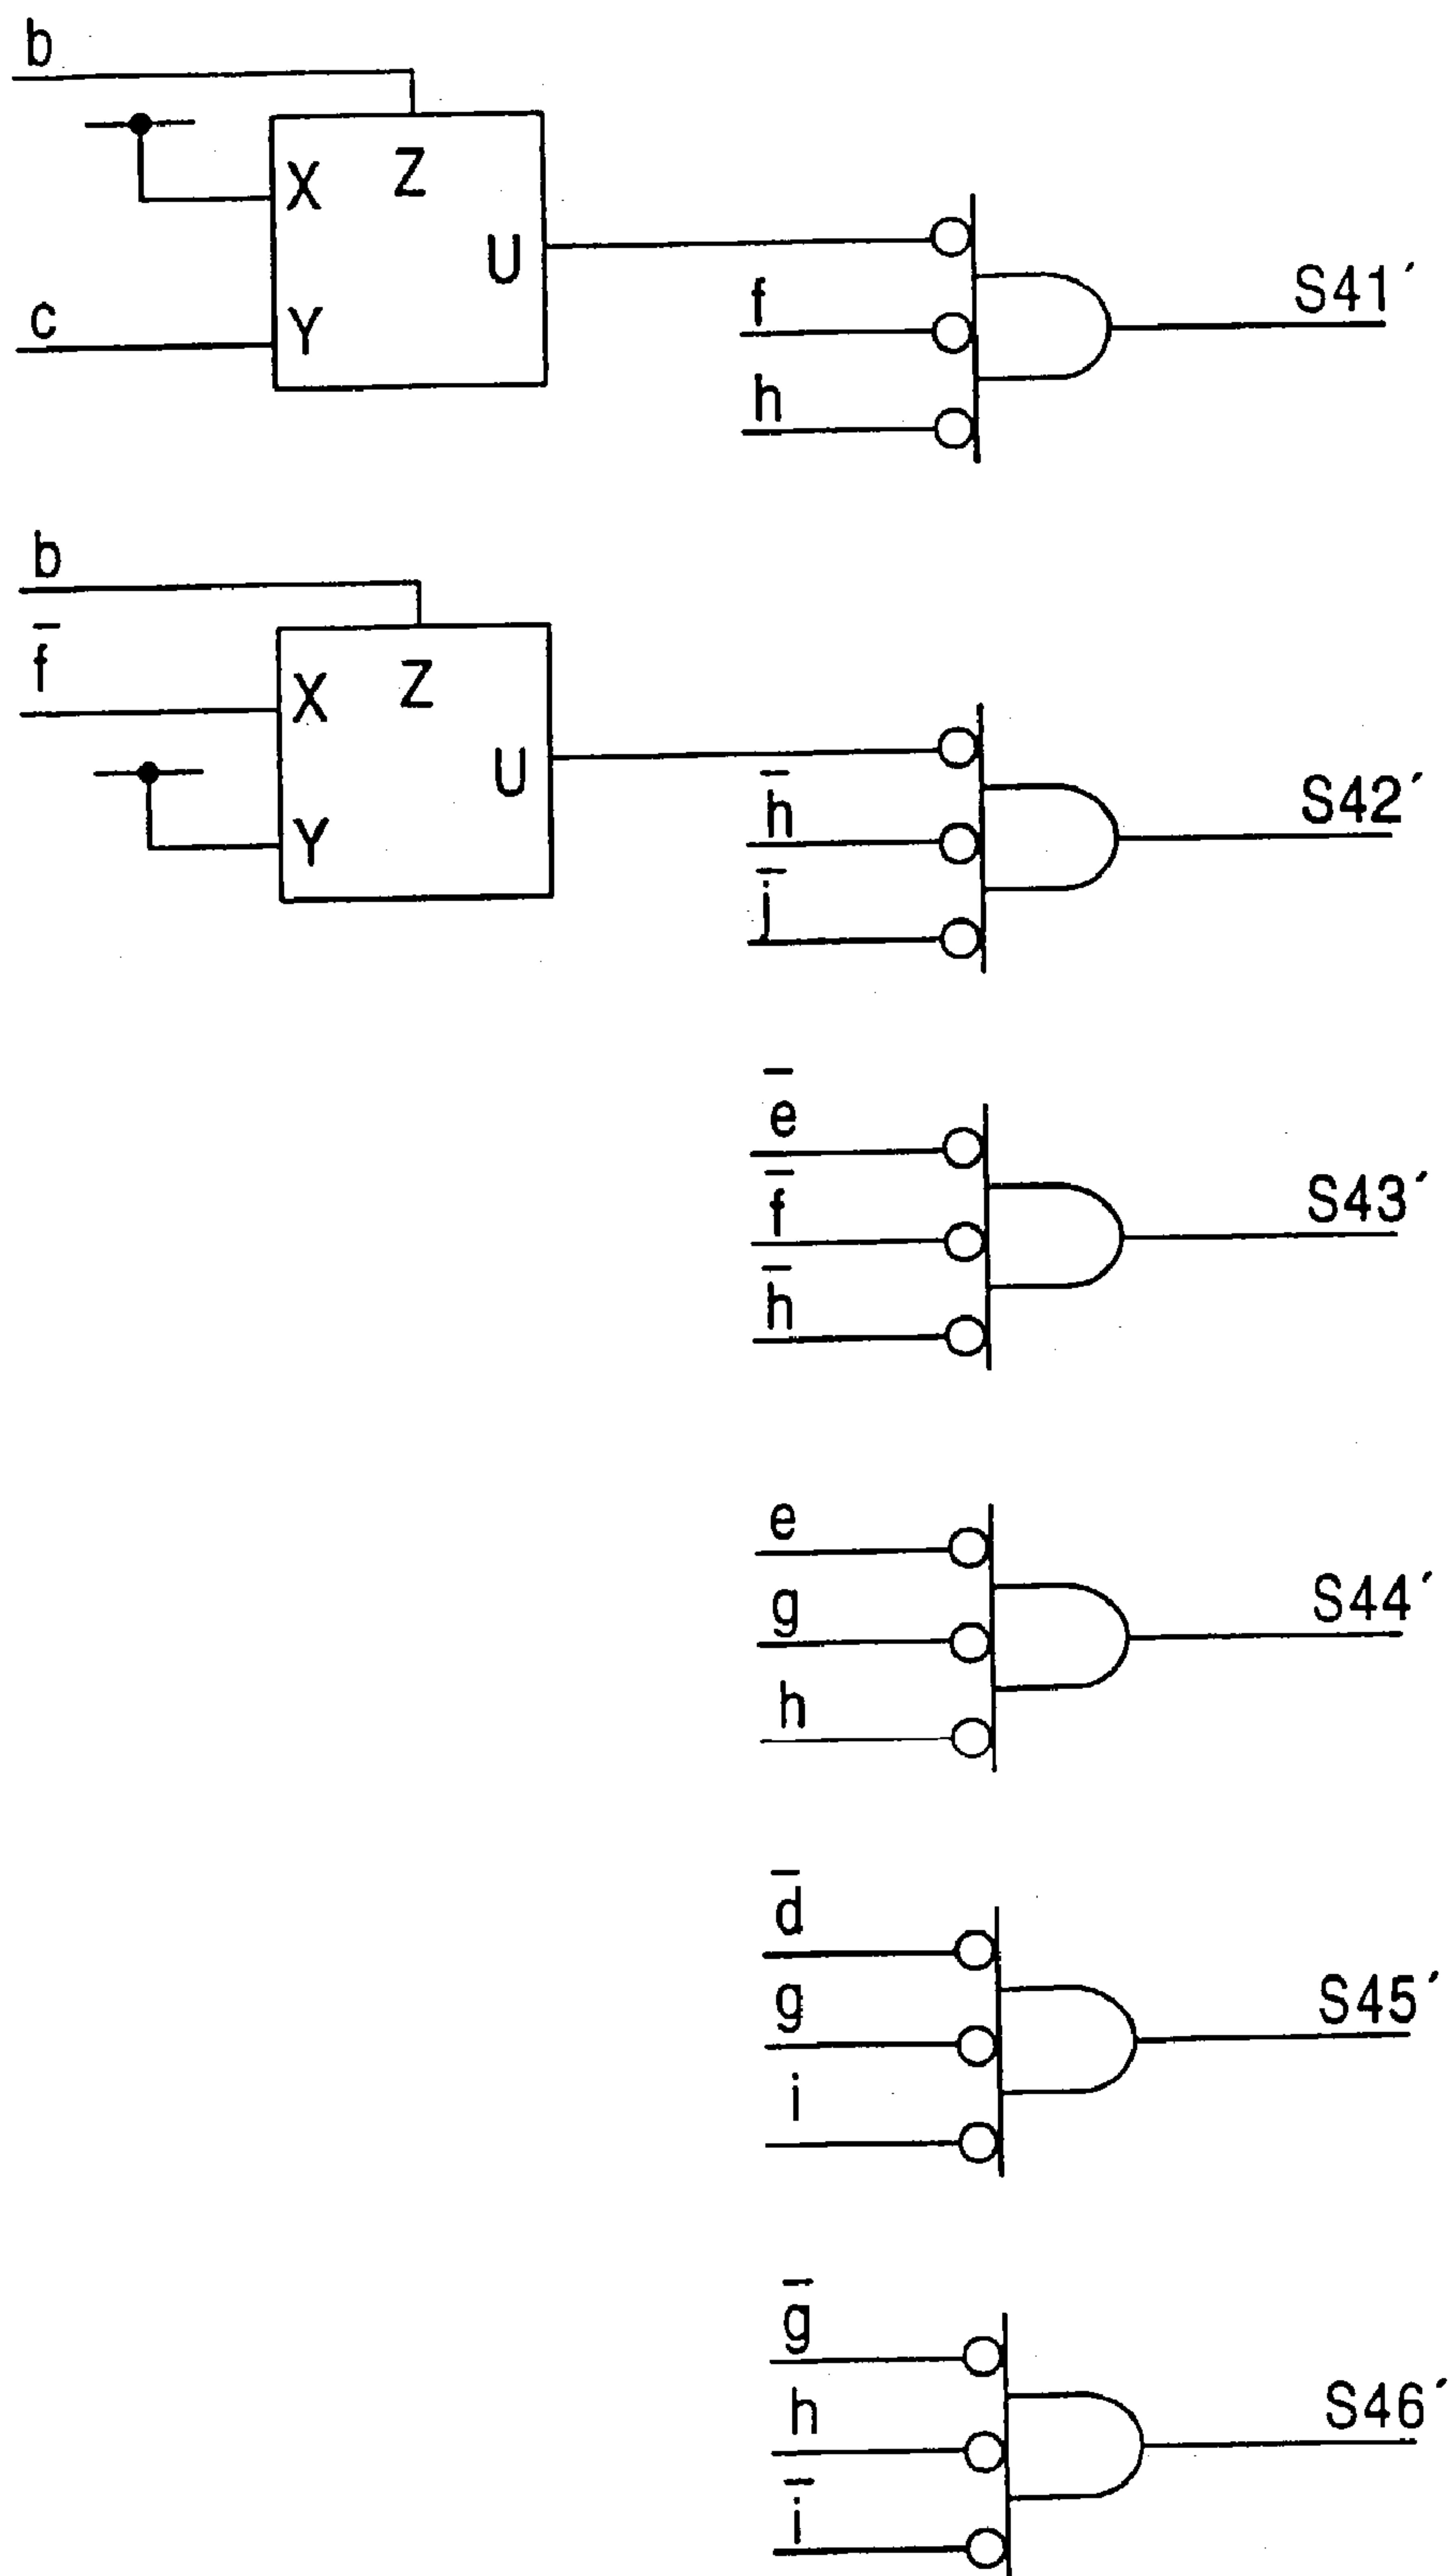 b
X Z
U
c
Y
f
h
S41′
b
f̅
X Z
U
Y
h̅
j̅
S42′
e̅
f̅
h̅
S43′
e
g
h
S44′
d̅
g
i
S45′
g̅
h
i̅
S46′